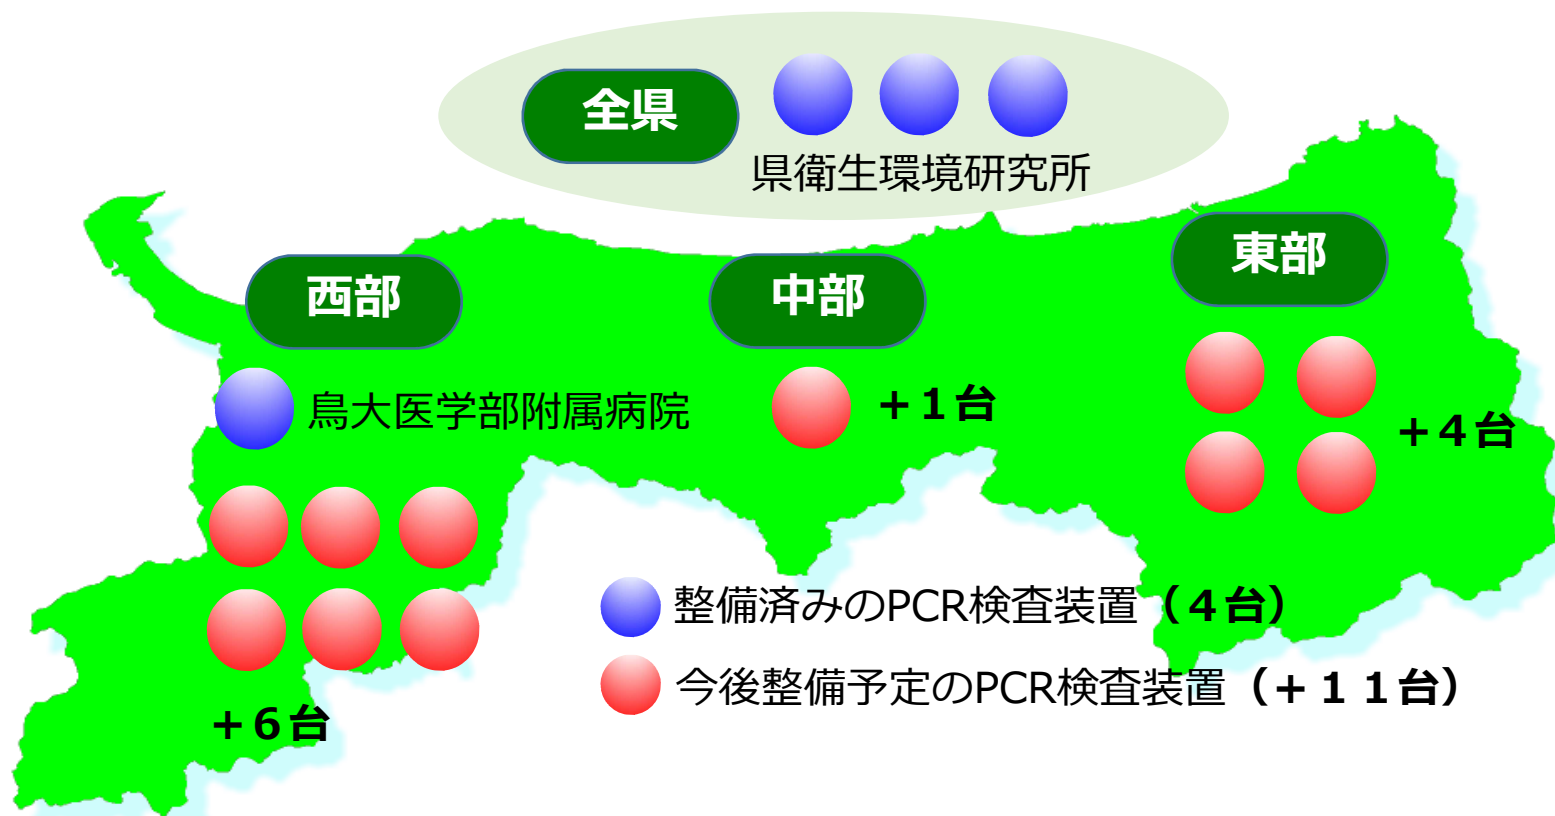 全県
県衛生環境研究所
西部
中部
東部
鳥大医学部附属病院
+1台
+4台
+6台
整備済みのPCR検査装置（4台）
今後整備予定のPCR検査装置（+11台）